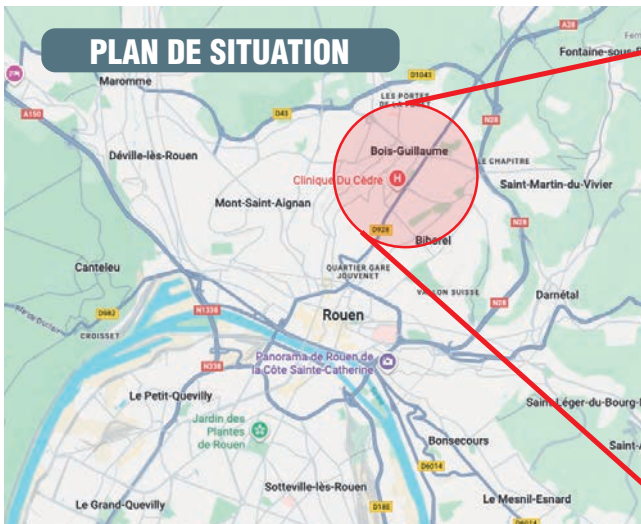 PLAN DE SITUATION
A28
Fontaine-sous-
Maromme
D1043
LES PORTES
DE LA
A150
D43
N28
Bois-Guillaume
LE CHAPITRE
Déville-lès-Rouen
Clinique Du Cèdre
H
Saint-Martin-du-Vivier
Mont-Saint-Aignan
D928
Bihorel
Canteleu
QUARTIER GARE
JOUVENET
VALLON SUISSE
Darnétal
N28
D982
N1338
CROISSET
Rouen
N338
Panorama de Rouen de
la Côte Sainte-Catherine
Le Petit-Quevilly
Saint-Léger-du-Bourg-
Jardin des
Plantes
de Rouen
Bonsecours
Saint-
D6014
Sotteville-lès-Rouen
Le Grand-Quevilly
D18E
Le Mesnil-Esnard
D6014